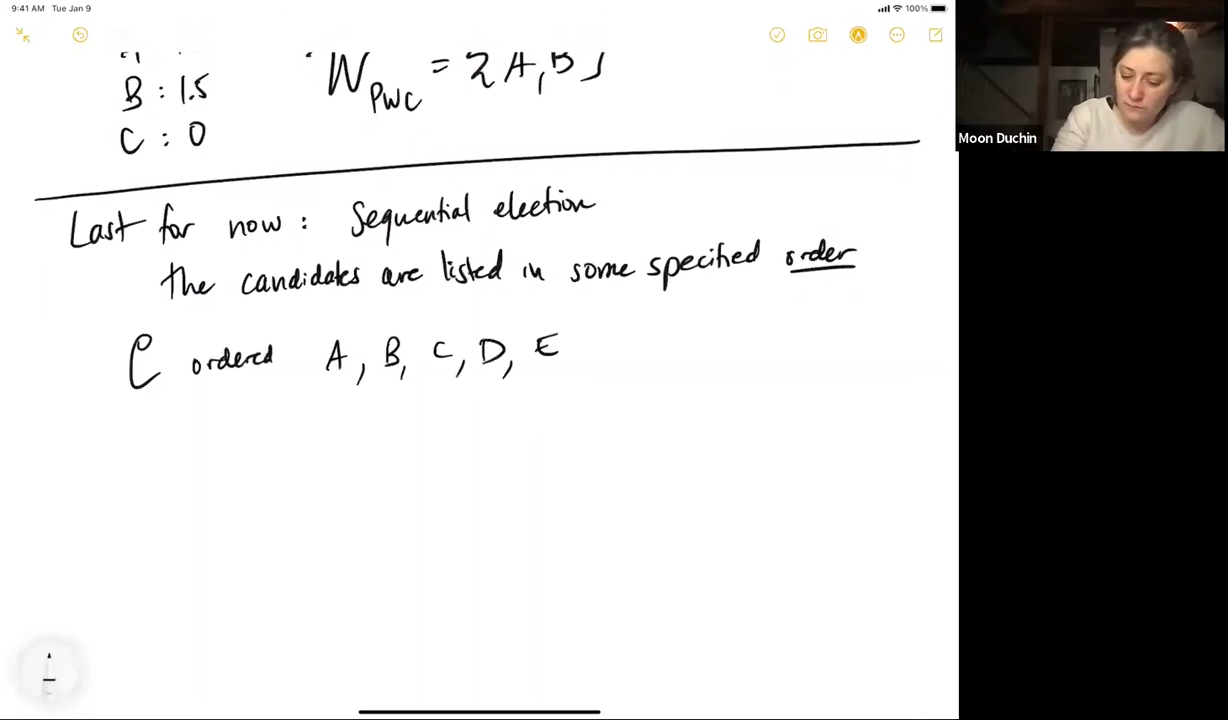 9:41 AM Tue Jan 9
100%
B : 1.5
C : 0
W PWC = { A, B }
Moon Duchin
Last for now : Sequential election
the candidates are listed in some specified order
C ordered A, B, C, D, E